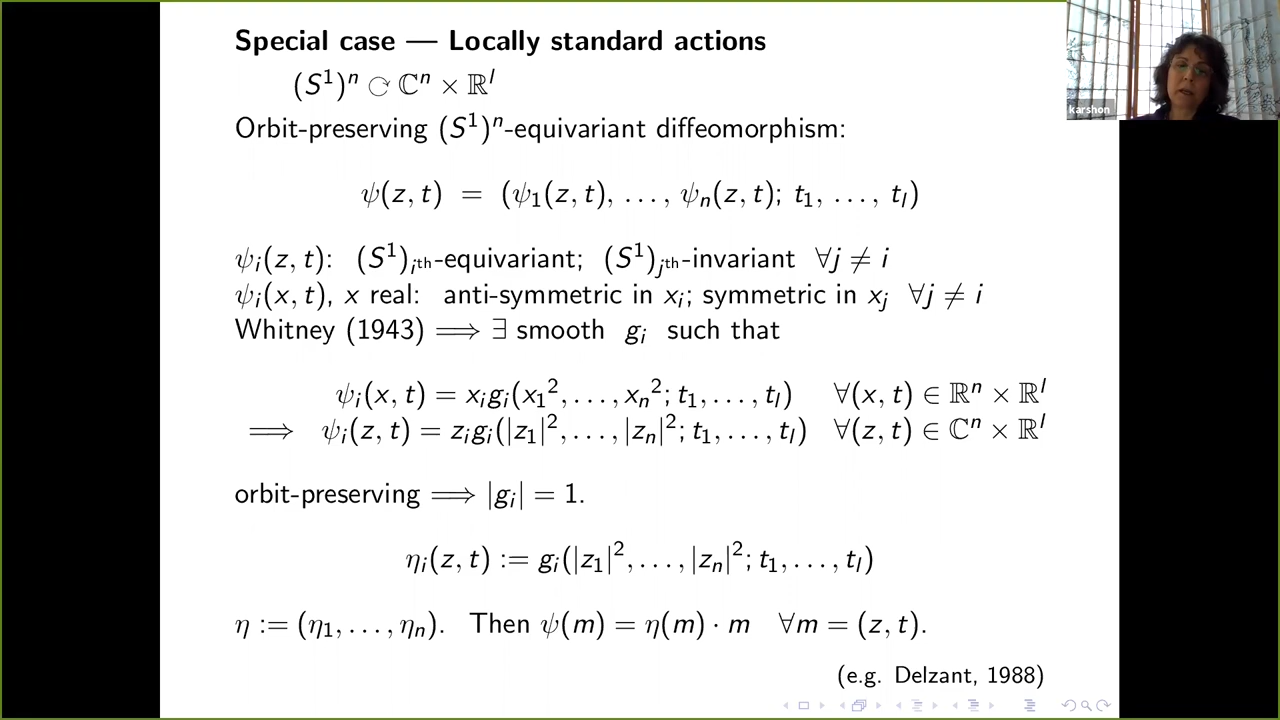 Special case — Locally standard actions
(S¹)ⁿ ⟳ ℂⁿ × ℝˡ
Orbit-preserving (S¹)ⁿ-equivariant diffeomorphism:
ψ(z, t) = (ψ₁(z, t), . . . , ψₙ(z, t); t₁, . . . , tₗ)
ψᵢ(z, t): (S¹)ᵢth-equivariant; (S¹)ⱼth-invariant ∀j ≠ i
ψᵢ(x, t), x real: anti-symmetric in xᵢ; symmetric in xⱼ ∀j ≠ i
Whitney (1943) ⟹ ∃ smooth gᵢ such that
ψᵢ(x, t) = xᵢgᵢ(x₁², . . . , xₙ²; t₁, . . . , tₗ) ∀(x, t) ∈ ℝⁿ × ℝˡ
⟹ ψᵢ(z, t) = zᵢgᵢ(|z₁|², . . . , |zₙ|²; t₁, . . . , tₗ) ∀(z, t) ∈ ℂⁿ × ℝˡ
orbit-preserving ⟹ |gᵢ| = 1.
ηᵢ(z, t) := gᵢ(|z₁|², . . . , |zₙ|²; t₁, . . . , tₗ)
η := (η₁, . . . , ηₙ). Then ψ(m) = η(m) · m ∀m = (z, t).
(e.g. Delzant, 1988)
karshon